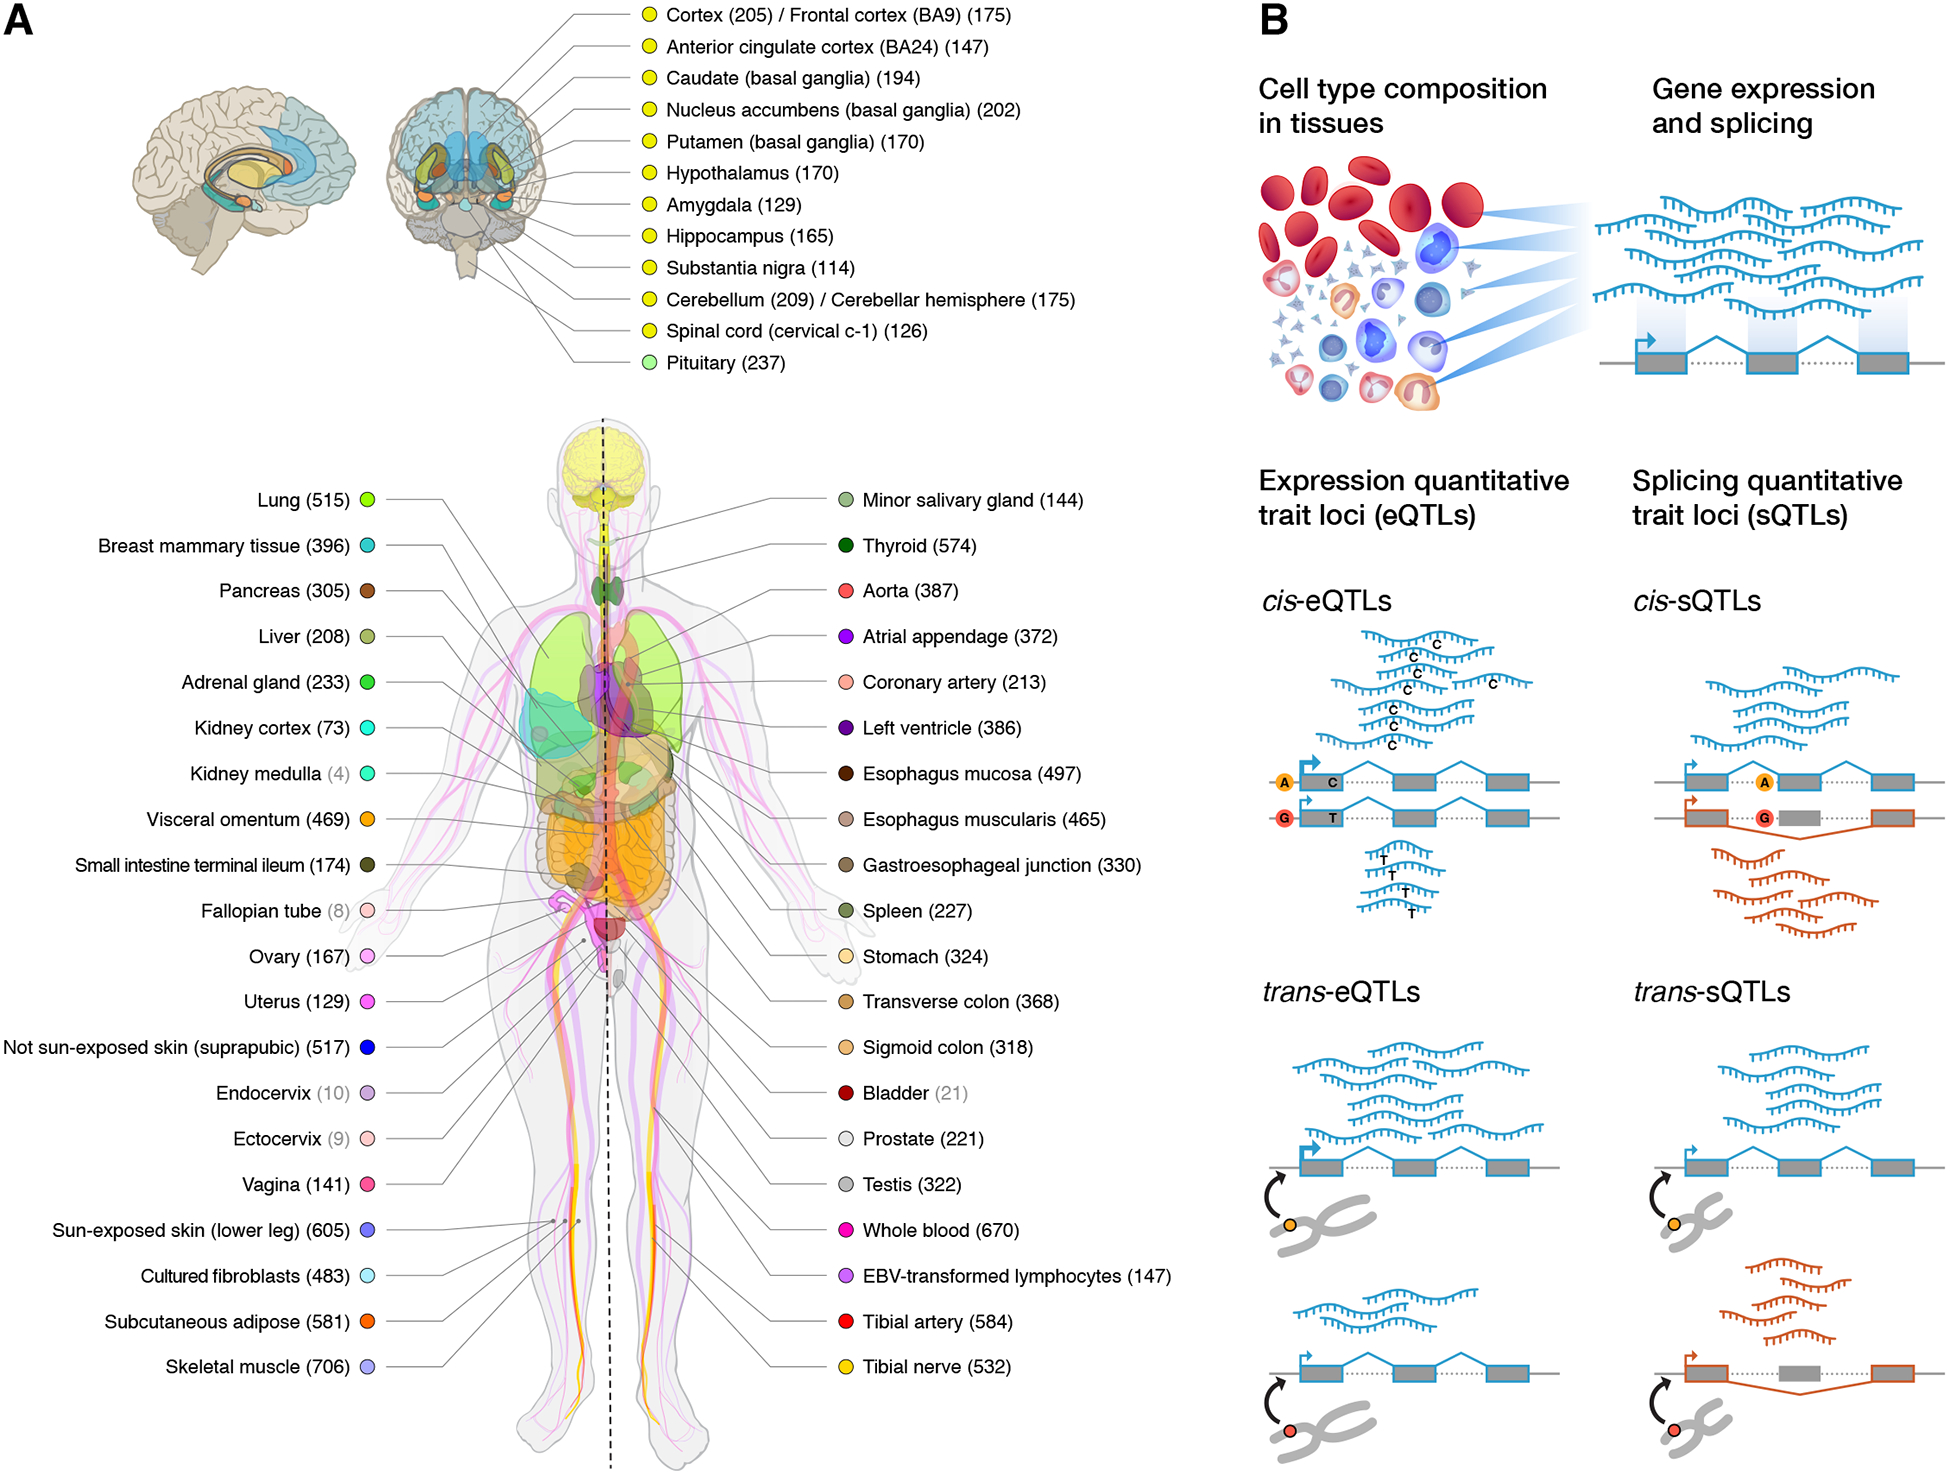 A
Cortex (205) / Frontal cortex (BA9) (175)
Anterior cingulate cortex (BA24) (147)
Caudate (basal ganglia) (194)
Nucleus accumbens (basal ganglia) (202)
Putamen (basal ganglia) (170)
Hypothalamus (170)
Amygdala (129)
Hippocampus (165)
Substantia nigra (114)
Cerebellum (209) / Cerebellar hemisphere (175)
Spinal cord (cervical c-1) (126)
Pituitary (237)
Lung (515)
Breast mammary tissue (396)
Pancreas (305)
Liver (208)
Adrenal gland (233)
Kidney cortex (73)
Kidney medulla (4)
Visceral omentum (469)
Small intestine terminal ileum (174)
Fallopian tube (8)
Ovary (167)
Uterus (129)
Not sun-exposed skin (suprapubic) (517)
Endocervix (10)
Ectocervix (9)
Vagina (141)
Sun-exposed skin (lower leg) (605)
Cultured fibroblasts (483)
Subcutaneous adipose (581)
Skeletal muscle (706)
Minor salivary gland (144)
Thyroid (574)
Aorta (387)
Atrial appendage (372)
Coronary artery (213)
Left ventricle (386)
Esophagus mucosa (497)
Esophagus muscularis (465)
Gastroesophageal junction (330)
Spleen (227)
Stomach (324)
Transverse colon (368)
Sigmoid colon (318)
Bladder (21)
Prostate (221)
Testis (322)
Whole blood (670)
EBV-transformed lymphocytes (147)
Tibial artery (584)
Tibial nerve (532)
B
Cell type composition
in tissues
Gene expression
and splicing
Expression quantitative
trait loci (eQTLs)
Splicing quantitative
trait loci (sQTLs)
cis-eQTLs
C
C
C
C
C
C
C
C
A C
G T
T
T
T
T
cis-sQTLs
A
G
trans-eQTLs
trans-sQTLs